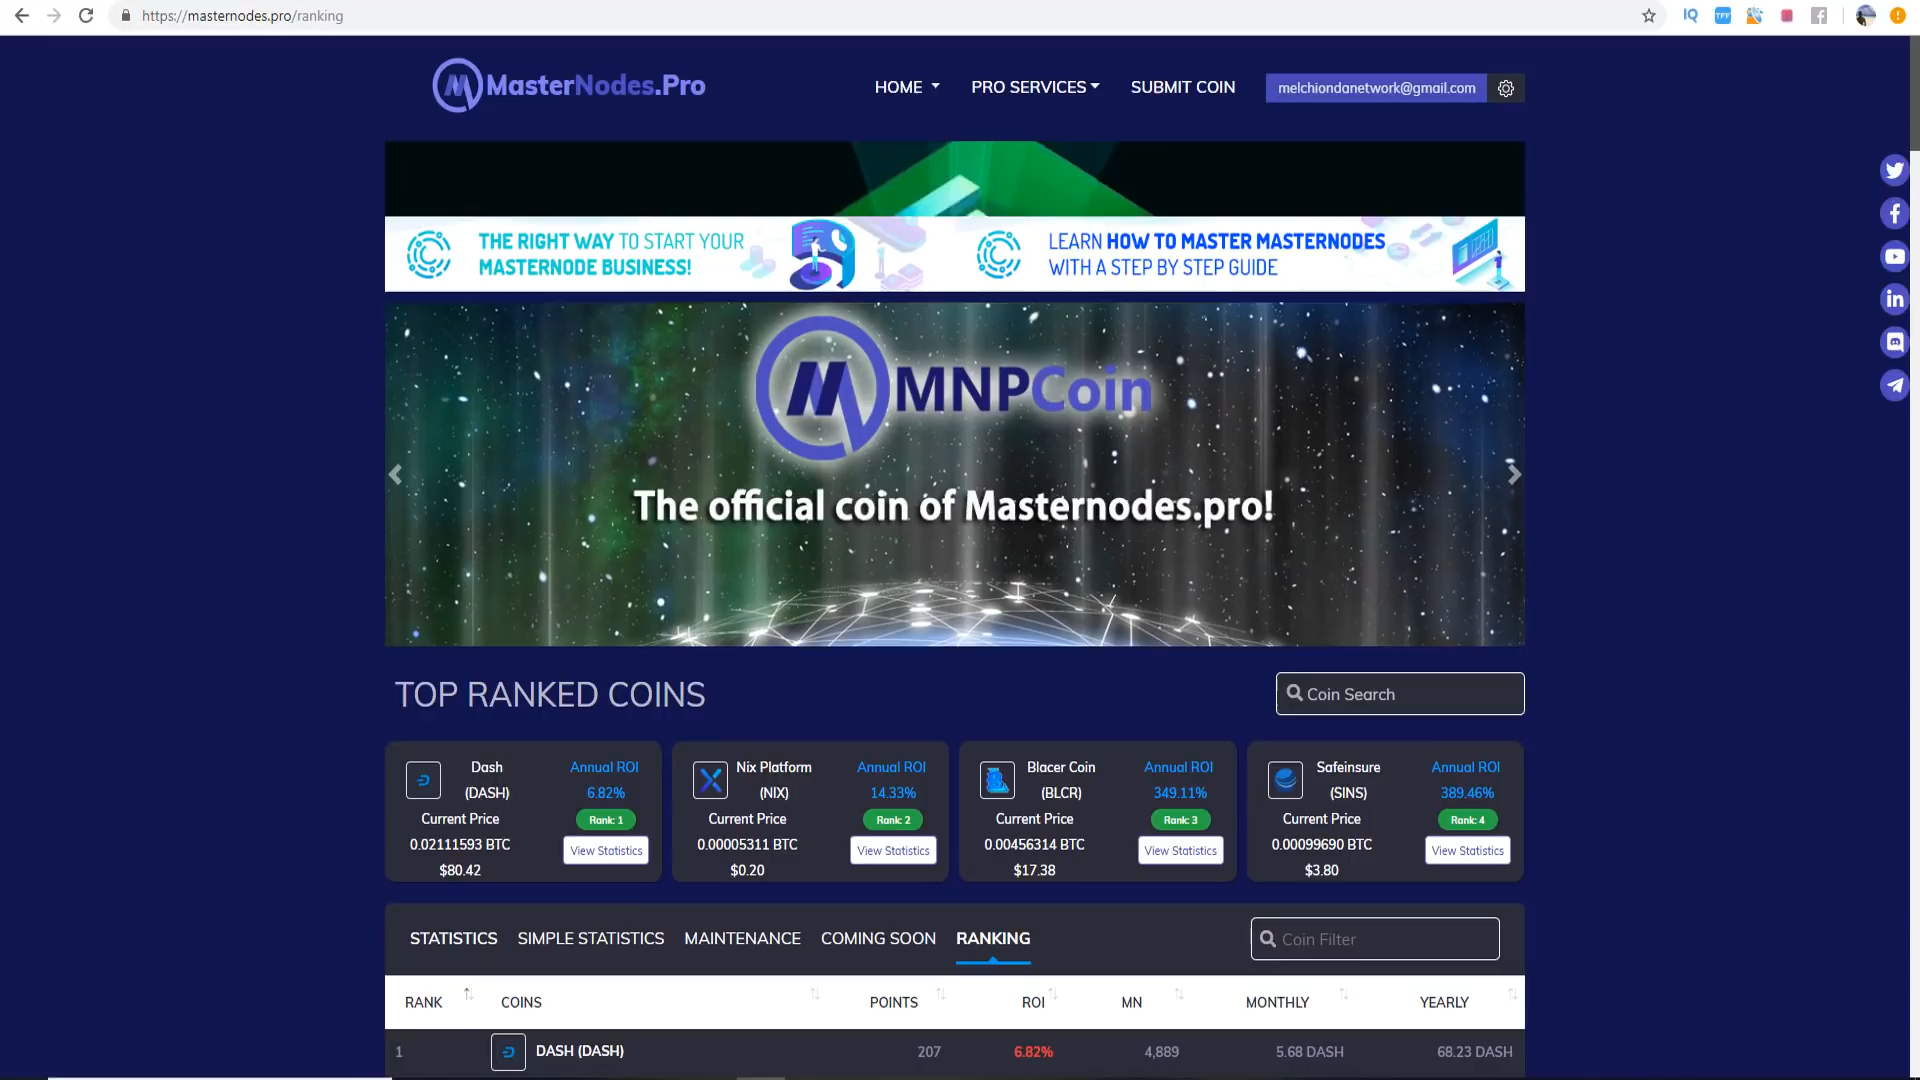 https://masternodes.pro/ranking
IQ
TFF
MasterNodes.Pro
HOME
PRO SERVICES
SUBMIT COIN
melchiondanetwork@gmail.com
THE RIGHT WAY TO START YOUR
MASTERNODE BUSINESS!
LEARN HOW TO MASTER MASTERNODES
WITH A STEP BY STEP GUIDE
MNPCoin
The official coin of Masternodes.pro!
TOP RANKED COINS
Coin Search
Dash
(DASH)
Annual ROI
6.82%
Current Price
Rank: 1
0.02111593 BTC
View Statistics
$80.42
Nix Platform
(NIX)
Annual ROI
14.33%
Current Price
Rank: 2
0.00005311 BTC
View Statistics
$0.20
Blacer Coin
(BLCR)
Annual ROI
349.11%
Current Price
Rank: 3
0.00456314 BTC
View Statistics
$17.38
Safeinsure
(SINS)
Annual ROI
389.46%
Current Price
Rank: 4
0.00099690 BTC
View Statistics
$3.80
STATISTICS SIMPLE STATISTICS MAINTENANCE COMING SOON RANKING
Coin Filter
RANK COINS POINTS ROI MN MONTHLY YEARLY
1 DASH (DASH) 207 6.82% 4,889 5.68 DASH 68.23 DASH